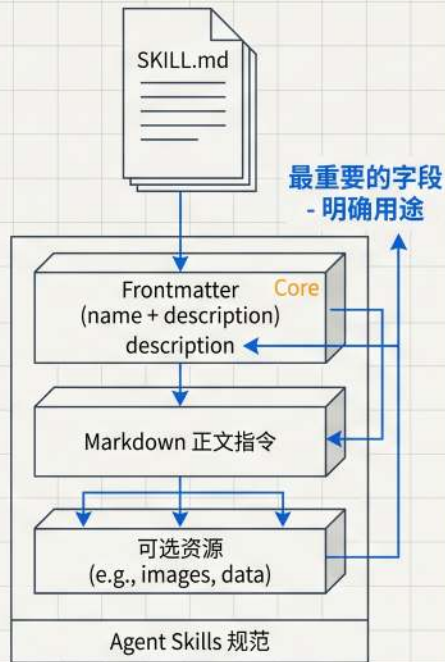 SKILL.md
最重要的字段
- 明确用途
Frontmatter
Core
(name + description)
description
Markdown 正文指令
可选资源
(e.g., images, data)
Agent Skills 规范